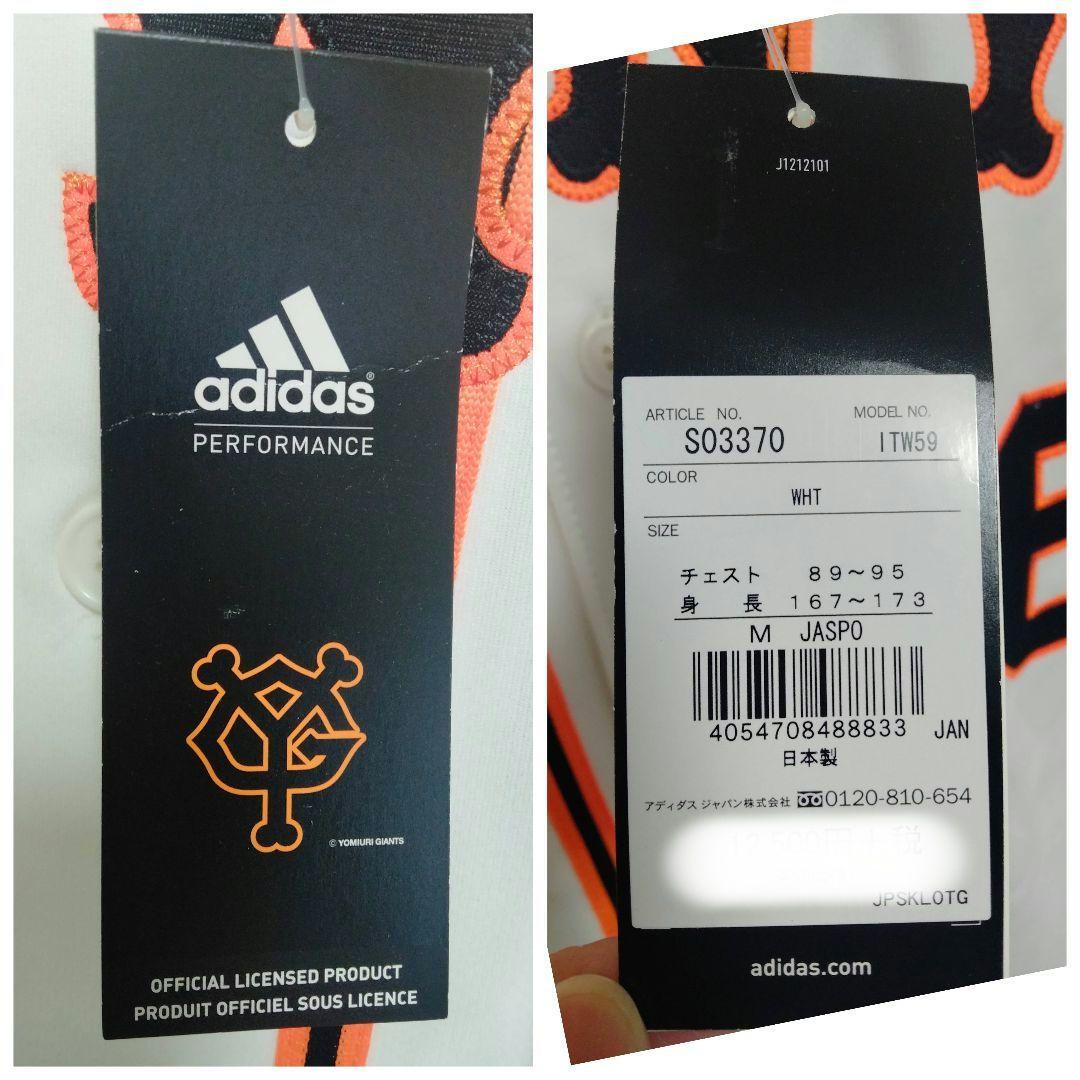 adidas®
PERFORMANCE
© YOMIURI GIANTS
OFFICIAL LICENSED PRODUCT
PRODUIT OFFICIEL SOUS LICENCE
J1212101
ARTICLE NO. MODEL NO.
S03370 ITW59
COLOR
WHT
SIZE
チェスト 89～95
身長 167～173
M JASPO
4054708488833 JAN
日本製
アディダス ジャパン株式会社 0120-810-654
JPSKLOTG
adidas.com